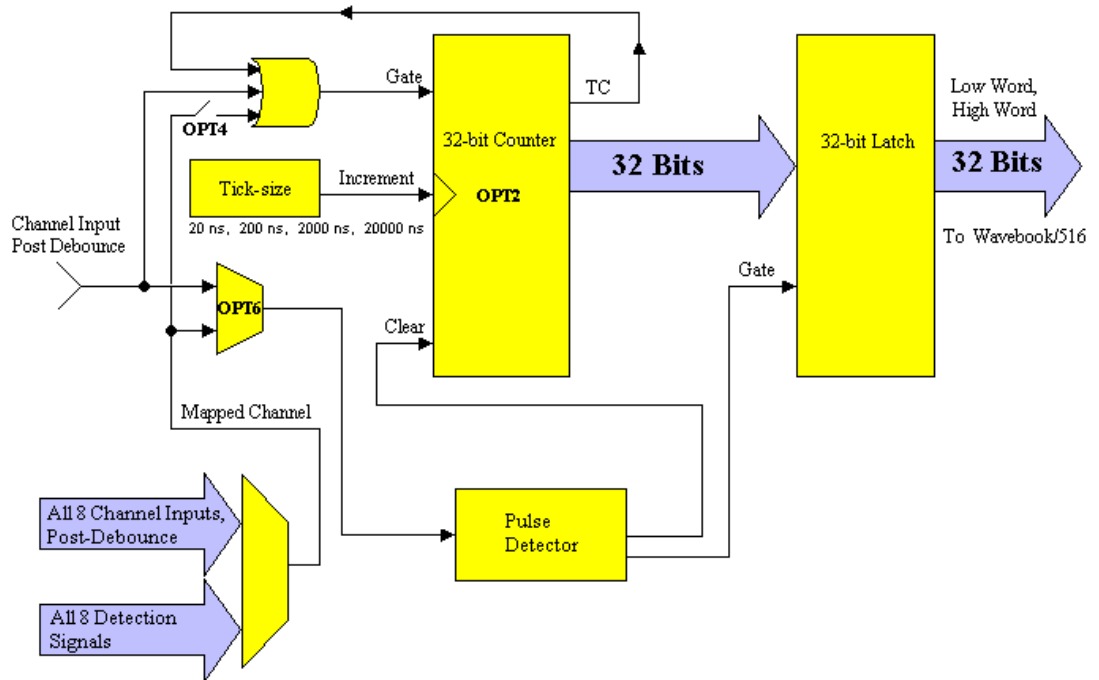 Gate
TC
OPT4
32-bit Counter
OPT2
32 Bits
32-bit Latch
Low Word,
High Word
32 Bits
To Wavebook/516
Tick-size
Increment
20 ns, 200 ns, 2000 ns, 20000 ns
Channel Input
Post Debounce
OPT6
Clear
Gate
Mapped Channel
All 8 Channel Inputs,
Post-Debounce
Pulse
Detector
All 8 Detection
Signals